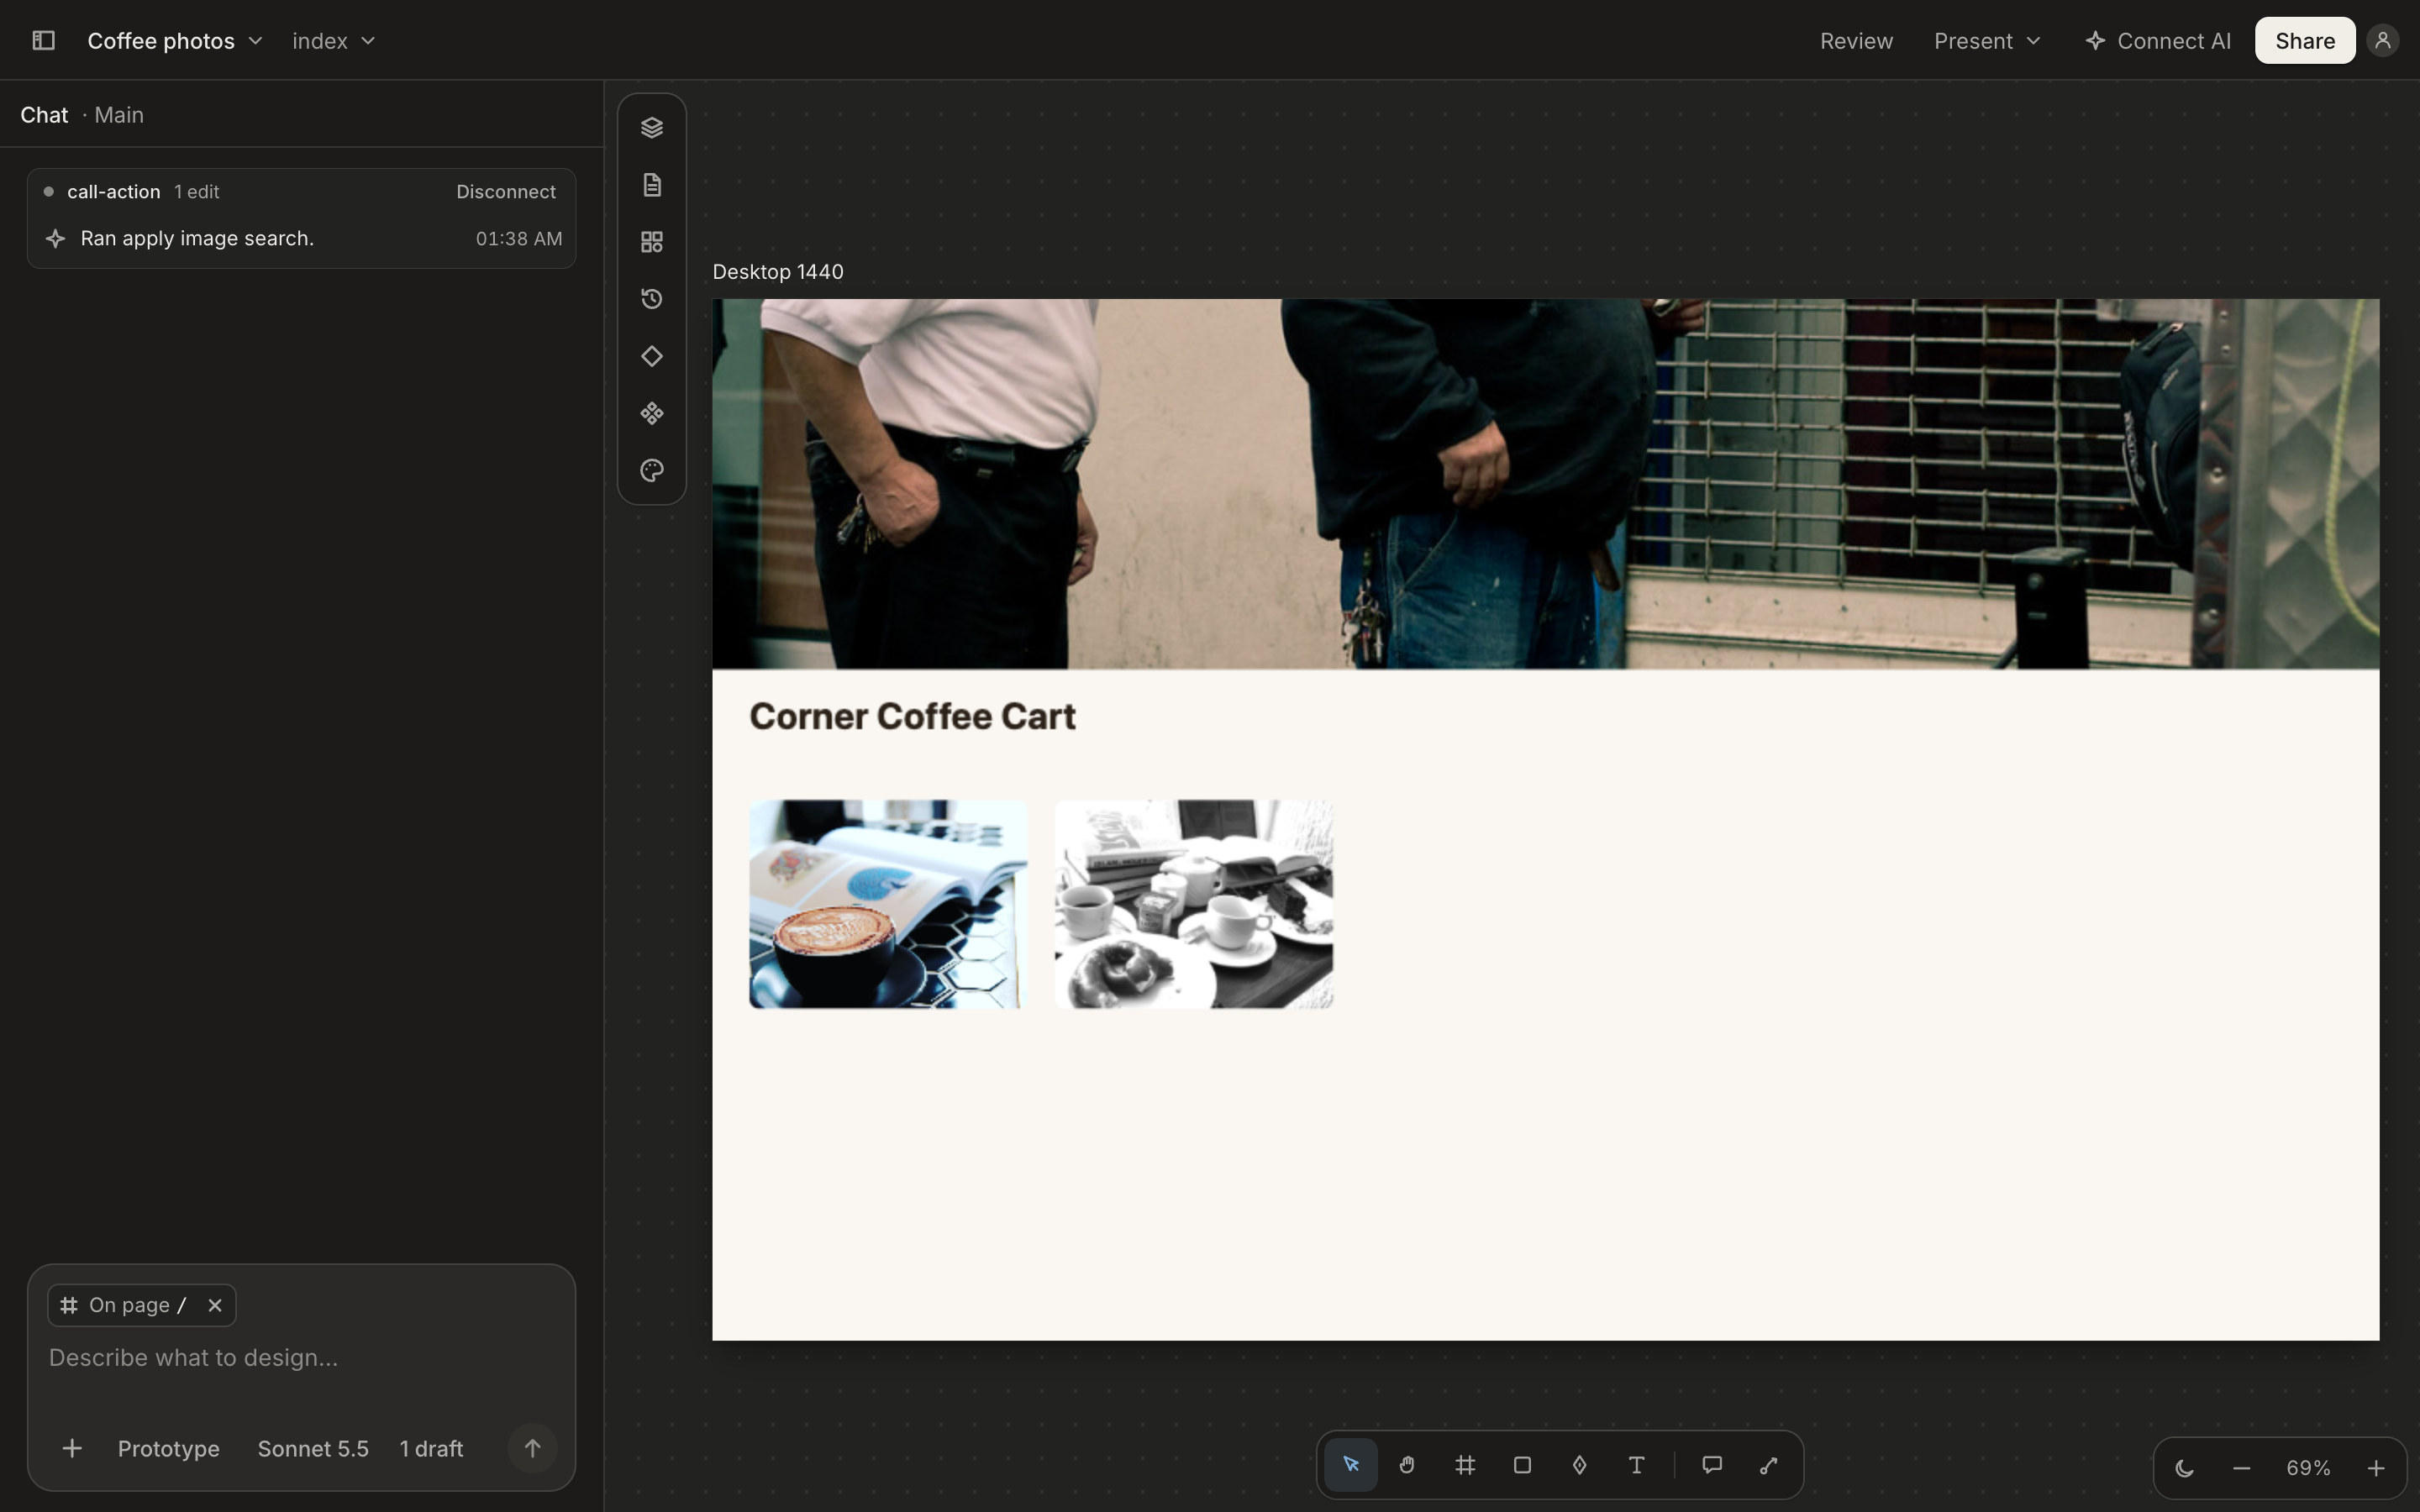 Coffee photos
index
Review
Present
Connect AI
Share
Chat · Main
call-action 1 edit
Disconnect
Ran apply image search.
01:38 AM
Desktop 1440
Corner Coffee Cart
On page /
Describe what to design...
Prototype
Sonnet 5.5
1 draft
69%